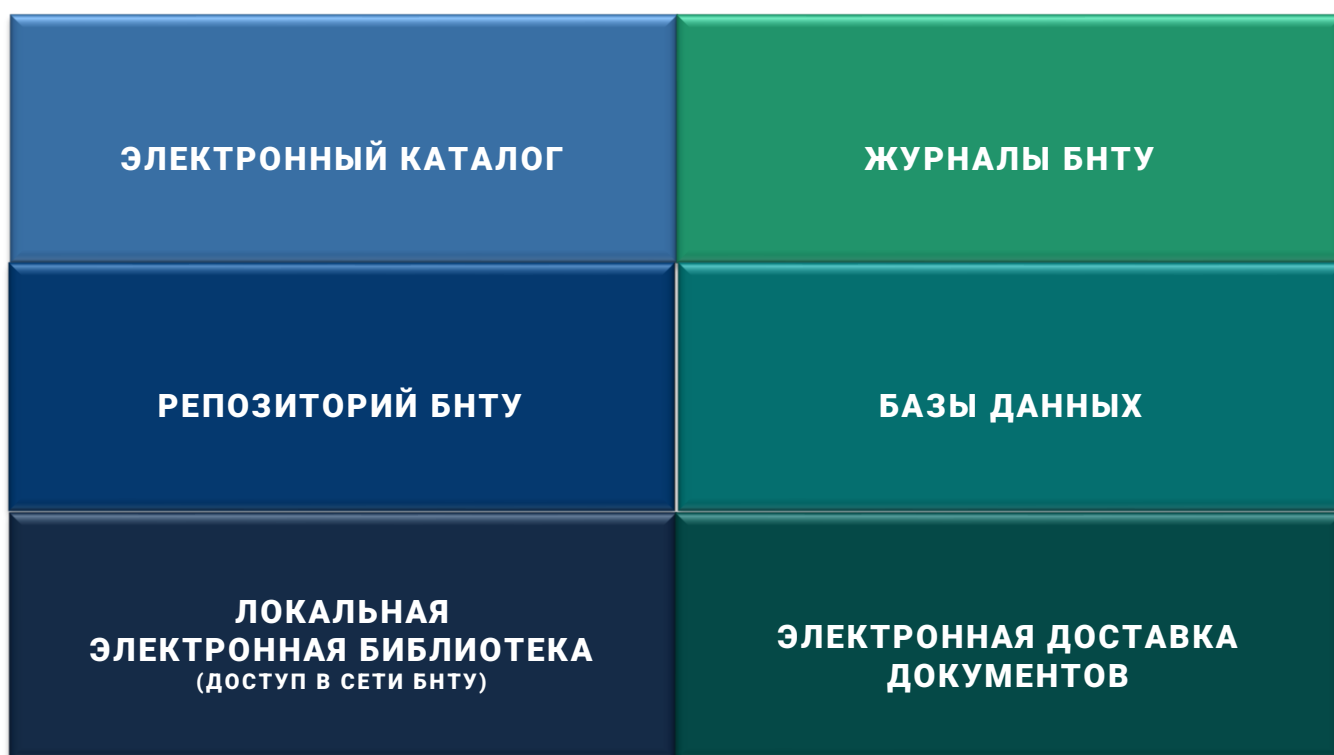 ЭЛЕКТРОННЫЙ КАТАЛОГ
ЖУРНАЛЫ БНТУ
РЕПОЗИТОРИЙ БНТУ
БАЗЫ ДАННЫХ
ЛОКАЛЬНАЯ
ЭЛЕКТРОННАЯ БИБЛИОТЕКА
(ДОСТУП В СЕТИ БНТУ)
ЭЛЕКТРОННАЯ ДОСТАВКА
ДОКУМЕНТОВ